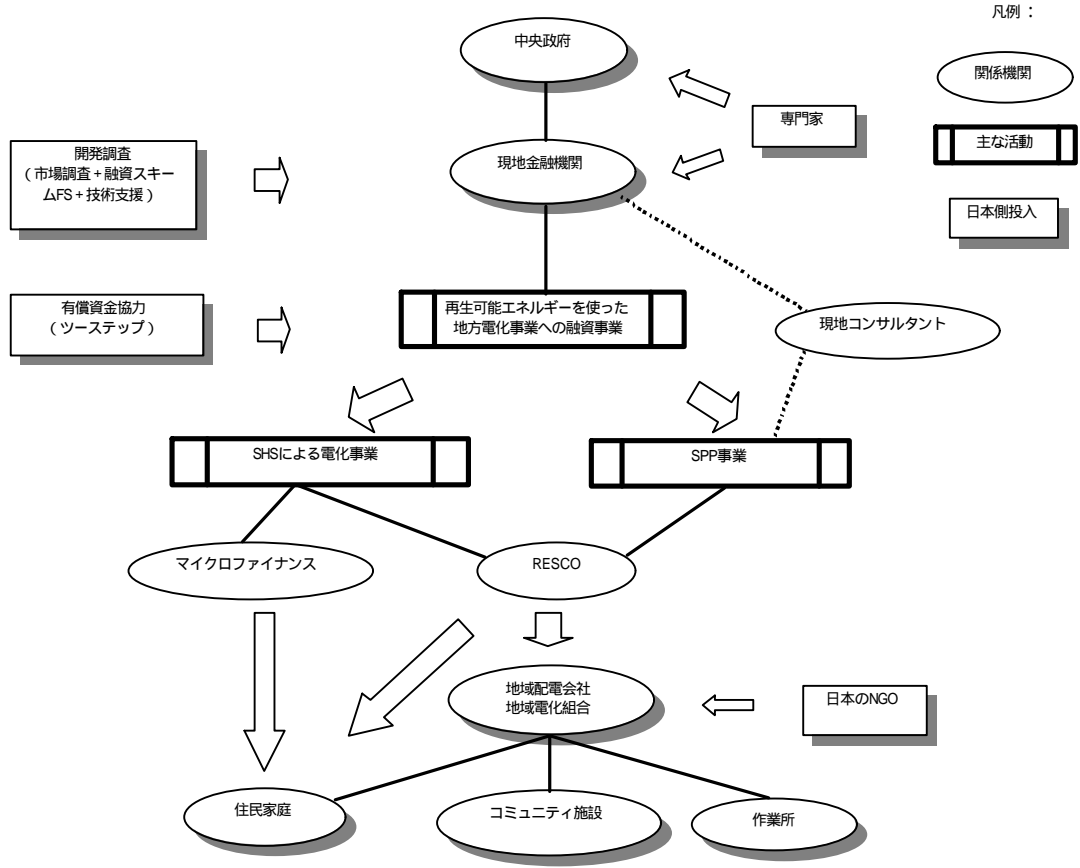 凡例：
中央政府
関係機関
専門家
主な活動
開発調査
（市場調査＋融資スキー
ムFS＋技術支援）
現地金融機関
日本側投入
有償資金協力
（ツーステップ）
再生可能エネルギーを使った
地方電化事業への融資事業
現地コンサルタント
SHSによる電化事業
SPP事業
マイクロファイナンス
RESCO
地域配電会社
地域電化組合
日本のNGO
住民家庭
コミュニティ施設
作業所